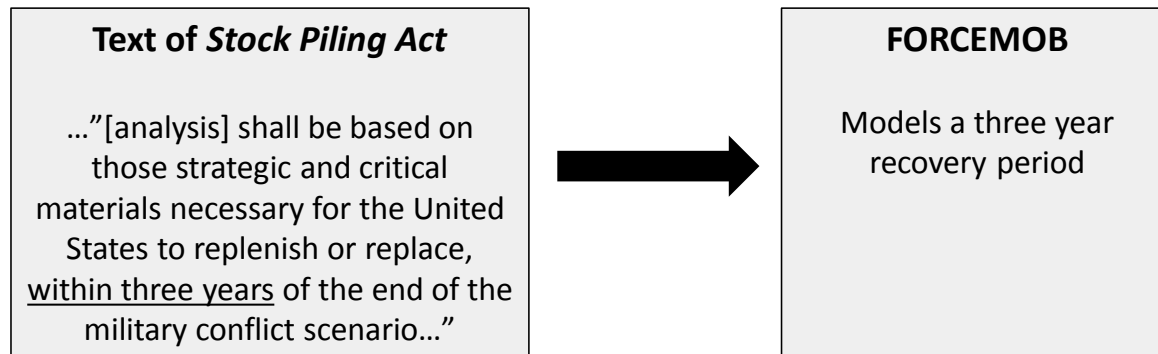 Text of Stock Piling Act
…”[analysis] shall be based on
those strategic and critical
materials necessary for the United
States to replenish or replace,
within three years of the end of the
military conflict scenario…”
FORCEMOB
Models a three year
recovery period